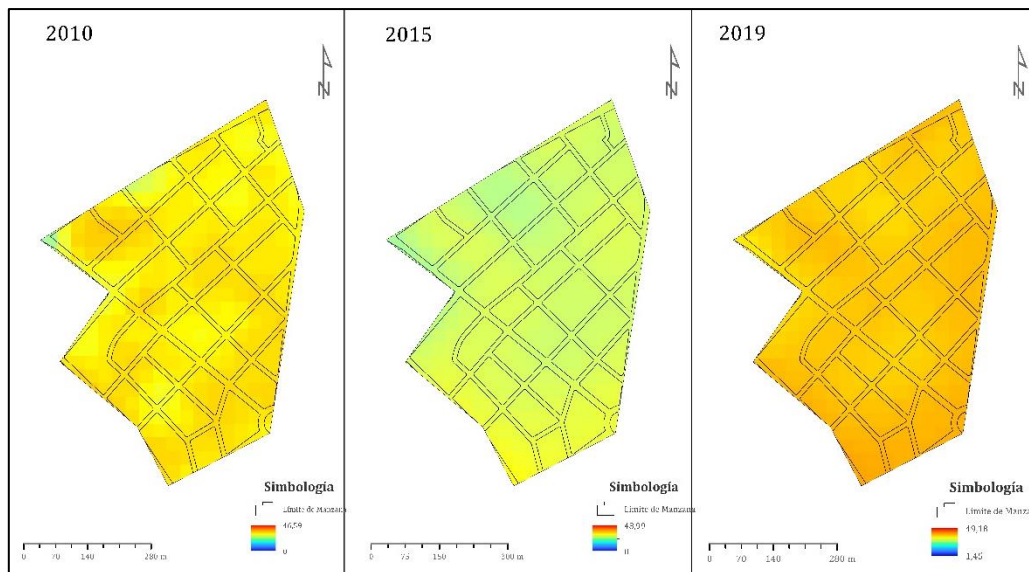 2010
N
Simbología
Límite de Manzana
46,59
0
0 70 140 280 m
2015
N
Simbología
Límite de Manzana
48,99
0
0 75 150 300 m
2019
N
Simbología
Límite de Manzana
49,18
1,45
0 70 140 280 m